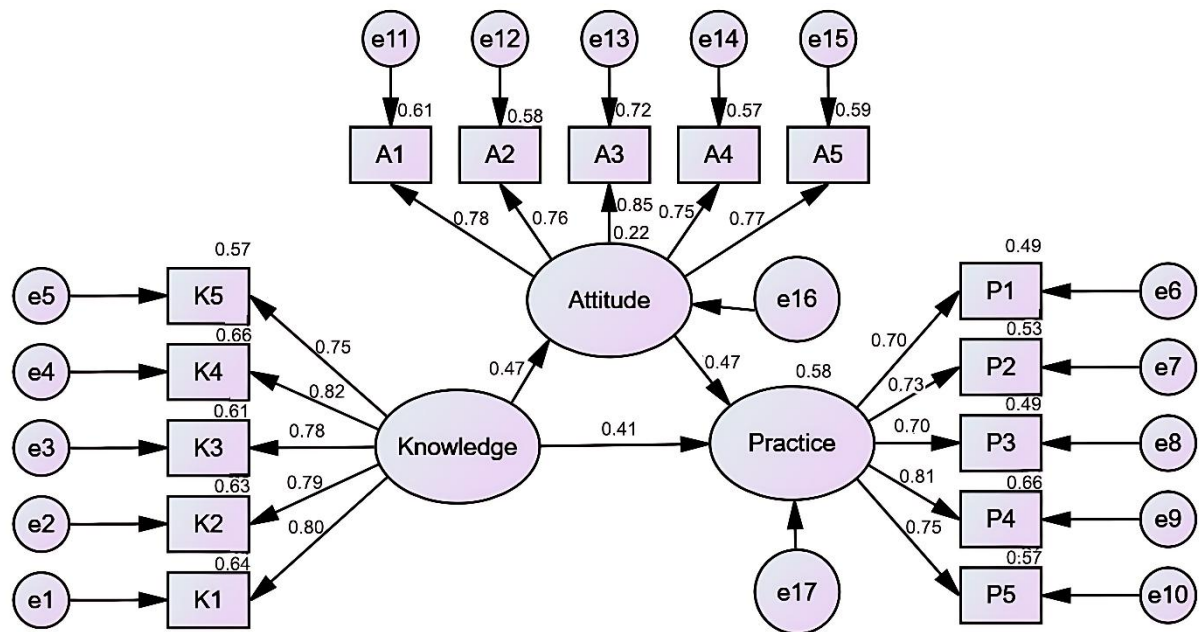 e11 e12 e13 e14 e15
0.61 0.58 0.72 0.57 0.59
A1 A2 A3 A4 A5
0.78 0.76 0.85 0.75 0.77
0.22
Attitude
e16
0.57
e5 K5
0.66
e4 K4
0.61
e3 K3
0.63
e2 K2
0.64
e1 K1
0.75
0.82
0.78
0.79
0.80
Knowledge
0.47
0.47
0.41
0.58
Practice
e17
0.70
0.73
0.70
0.81
0.75
0.49
P1 e6
0.53
P2 e7
0.49
P3 e8
0.66
P4 e9
0.57
P5 e10